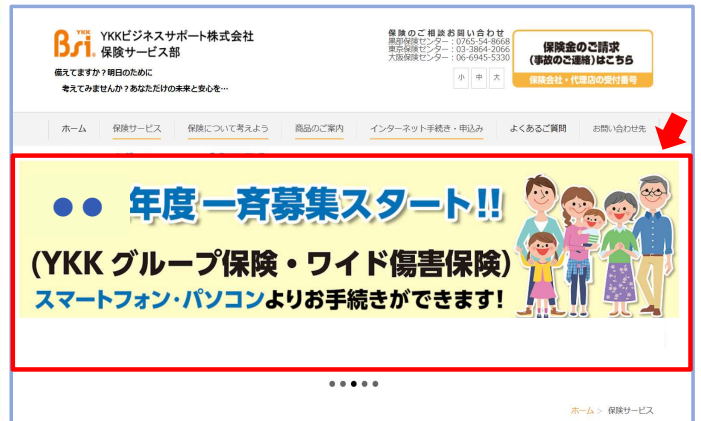 YKK
Bsi.
YKKビジネスサポート株式会社
保険サービス部
備えてますか?明日のために
考えてみませんか?あなただけの未来と安心を…
保険のご相談お問い合わせ
黒部保険センター:0765-54-8668
東京保険センター:03-3864-2066
大阪保険センター:06-6945-5330
小 中 大
保険金のご請求
(事故のご連絡)はこちら
保険会社・代理店の受付番号
ホーム 保険サービス 保険について考えよう 商品のご案内 インターネット手続き・申込み よくあるご質問 お問い合わせ先
●● 年度 一斉募集スタート!!
(YKK グループ保険・ワイド傷害保険)
スマートフォン・パソコンよりお手続きができます!
ホーム > 保険サービス